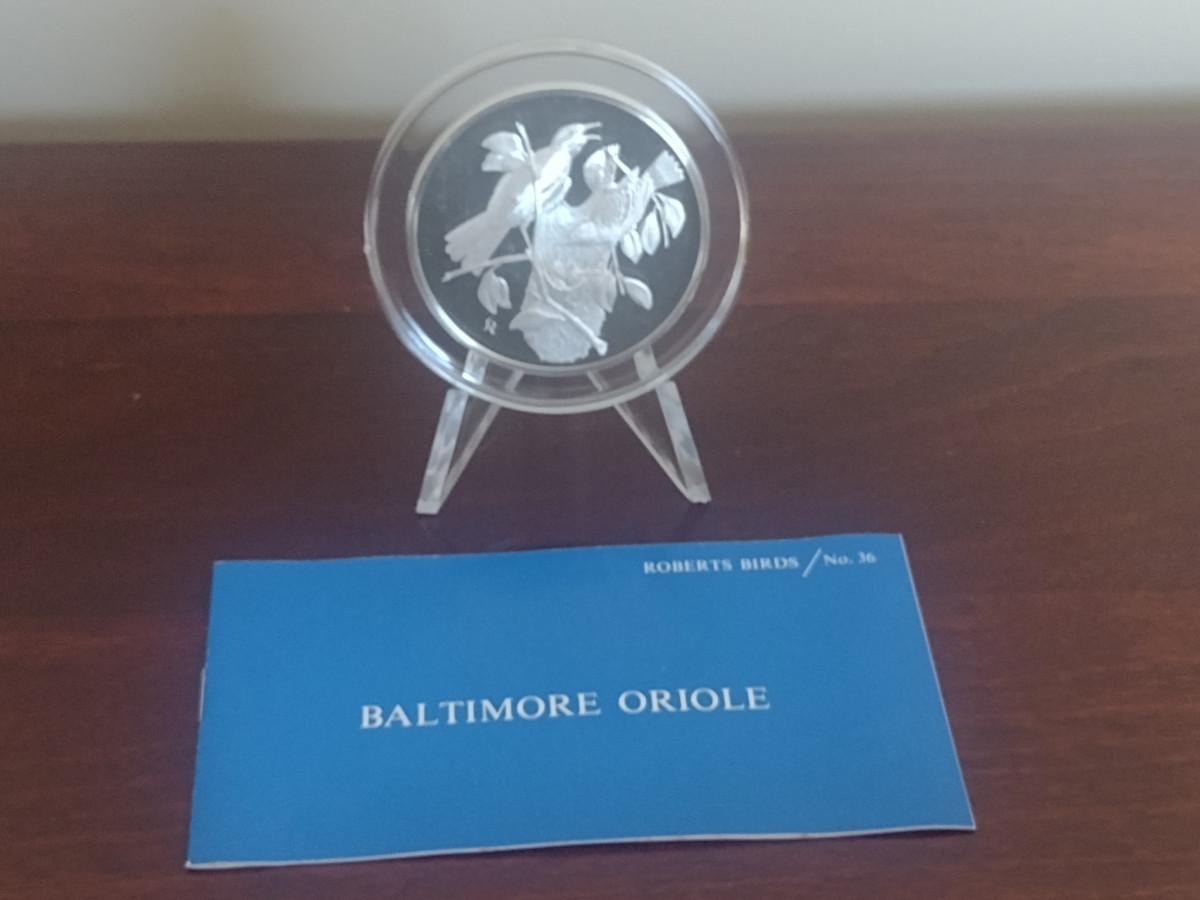 ROBERTS BIRDS / No. 36
BALTIMORE ORIOLE